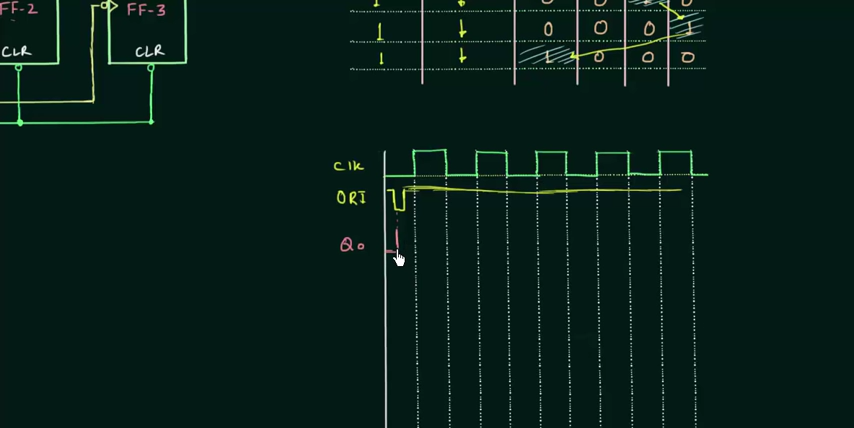 FF-2
FF-3
CLR
CLR
1 ↓ 0 0 0 1
1 ↓ 1 0 0 0
Clk
ORI
Q0